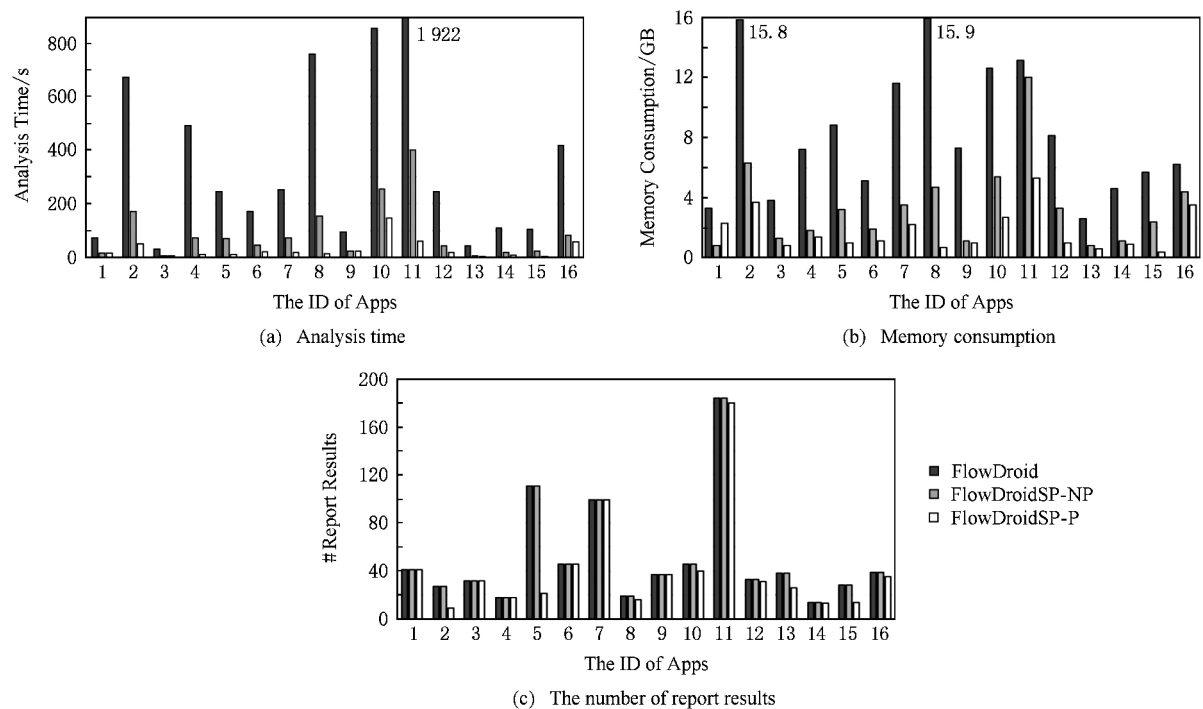 1 922
800
600
400
200
0
Analysis Time/s
1 2 3 4 5 6 7 8 9 10 11 12 13 14 15 16
The ID of Apps
(a) Analysis time
15.8
15.9
16
12
8
4
0
Memory Consumption/GB
1 2 3 4 5 6 7 8 9 10 11 12 13 14 15 16
The ID of Apps
(b) Memory consumption
200
160
120
80
40
0
#Report Results
1 2 3 4 5 6 7 8 9 10 11 12 13 14 15 16
The ID of Apps
(c) The number of report results
FlowDroid
FlowDroidSP-NP
FlowDroidSP-P